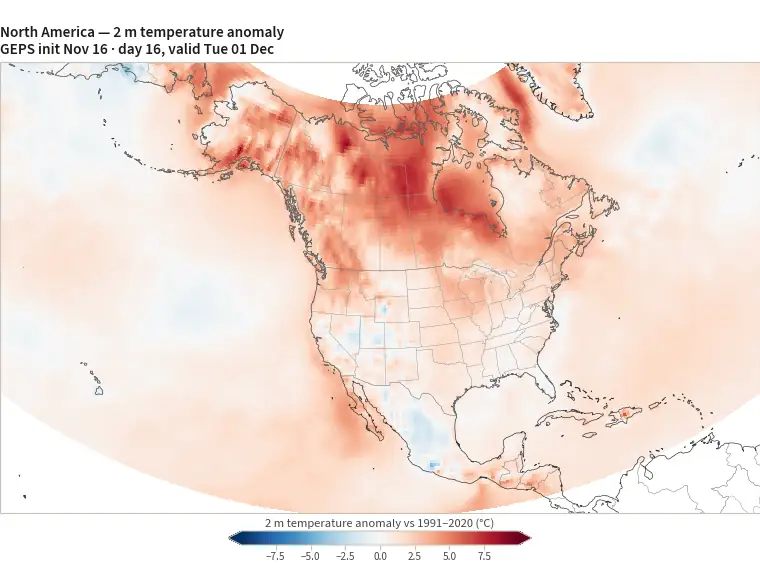 North America — 2 m temperature anomaly
GEPS init Nov 16 · day 16, valid Tue 01 Dec
2 m temperature anomaly vs 1991–2020 (°C)
−7.5 −5.0 −2.5 0.0 2.5 5.0 7.5